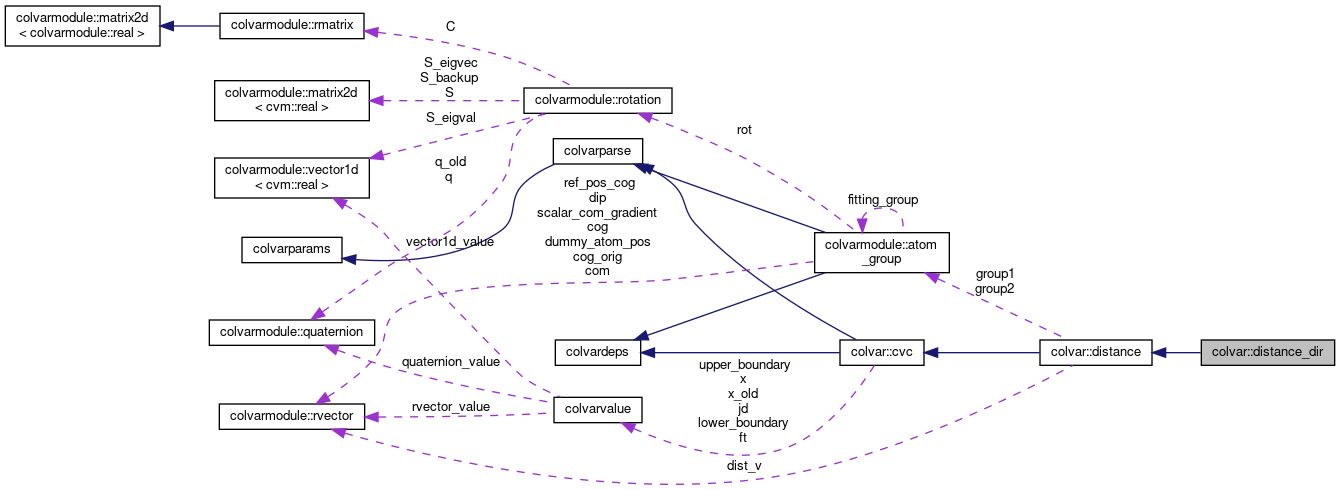 colvarmodule::matrix2d
< colvarmodule::real >
colvarmodule::rmatrix
C
S_eigvec
S_backup
S
colvarmodule::matrix2d
< cvm::real >
colvarmodule::rotation
S_eigval
rot
colvarparse
colvarmodule::vector1d
< cvm::real >
q_old
q
ref_pos_cog
dip
scalar_com_gradient
cog
dummy_atom_pos
cog_orig
com
fitting_group
colvarparams
vector1d_value
colvarmodule::atom
_group
group1
group2
colvarmodule::quaternion
colvardeps
colvar::cvc
colvar::distance
colvar::distance_dir
quaternion_value
upper_boundary
x
x_old
jd
lower_boundary
ft
colvarmodule::rvector
rvector_value
colvarvalue
dist_v